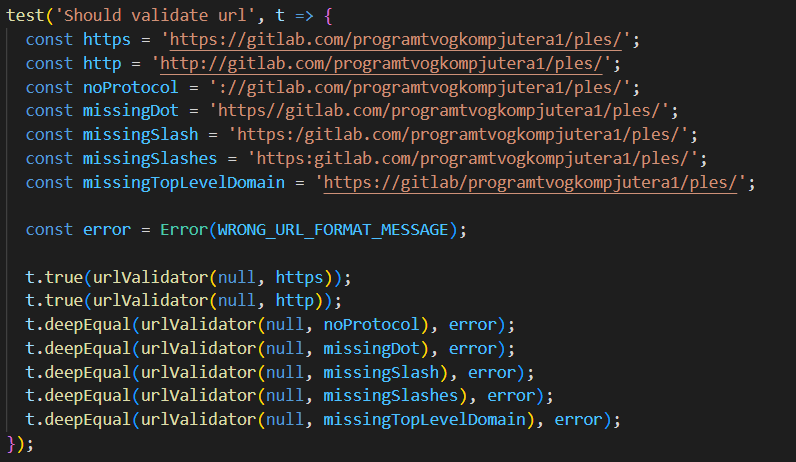 test('Should validate url', t => {
const https = 'https://gitlab.com/programtvogkompjutera1/ples/';
const http = 'http://gitlab.com/programtvogkompjutera1/ples/';
const noProtocol = '://gitlab.com/programtvogkompjutera1/ples/';
const missingDot = 'https//gitlab.com/programtvogkompjutera1/ples/';
const missingSlash = 'https:/gitlab.com/programtvogkompjutera1/ples/';
const missingSlashes = 'https:gitlab.com/programtvogkompjutera1/ples/';
const missingTopLevelDomain = 'https://gitlab/programtvogkompjutera1/ples/';
const error = Error(WRONG_URL_FORMAT_MESSAGE);
t.true(urlValidator(null, https));
t.true(urlValidator(null, http));
t.deepEqual(urlValidator(null, noProtocol), error);
t.deepEqual(urlValidator(null, missingDot), error);
t.deepEqual(urlValidator(null, missingSlash), error);
t.deepEqual(urlValidator(null, missingSlashes), error);
t.deepEqual(urlValidator(null, missingTopLevelDomain), error);
});